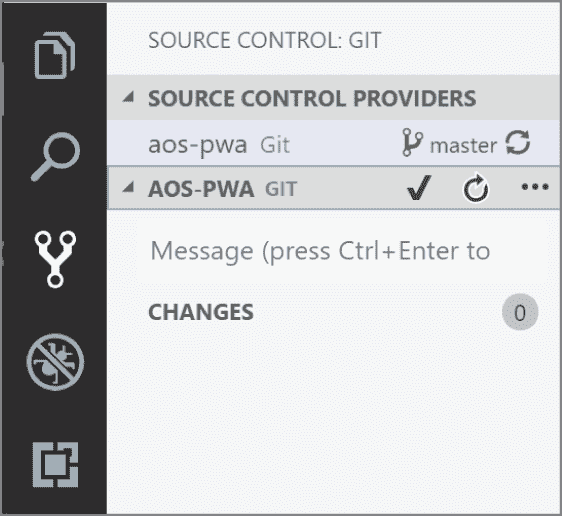 SOURCE CONTROL: GIT
SOURCE CONTROL PROVIDERS
aos-pwa Git master
AOS-PWA GIT
Message (press Ctrl+Enter to
CHANGES 0